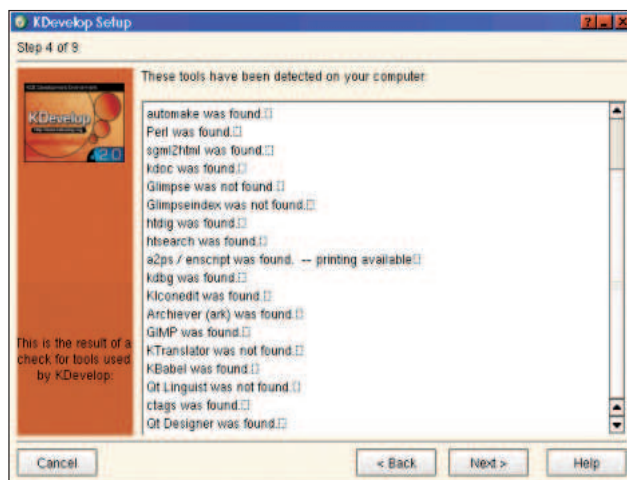 KDevelop Setup
Step 4 of 9:
These tools have been detected on your computer:
KDevelop
2.0
automake was found.
Perl was found.
sgml2html was found.
kdoc was found.
Glimpse was not found.
Glimpseindex was not found.
htdig was found.
htsearch was found.
a2ps / enscript was found. -- printing available
kdbg was found.
KIconedit was found.
Archiever (ark) was found.
GIMP was found.
KTranslator was not found.
KBabel was found.
Qt Linguist was not found.
ctags was found.
Qt Designer was found.
This is the result of a
check for tools used
by KDevelop:
Cancel
< Back
Next >
Help